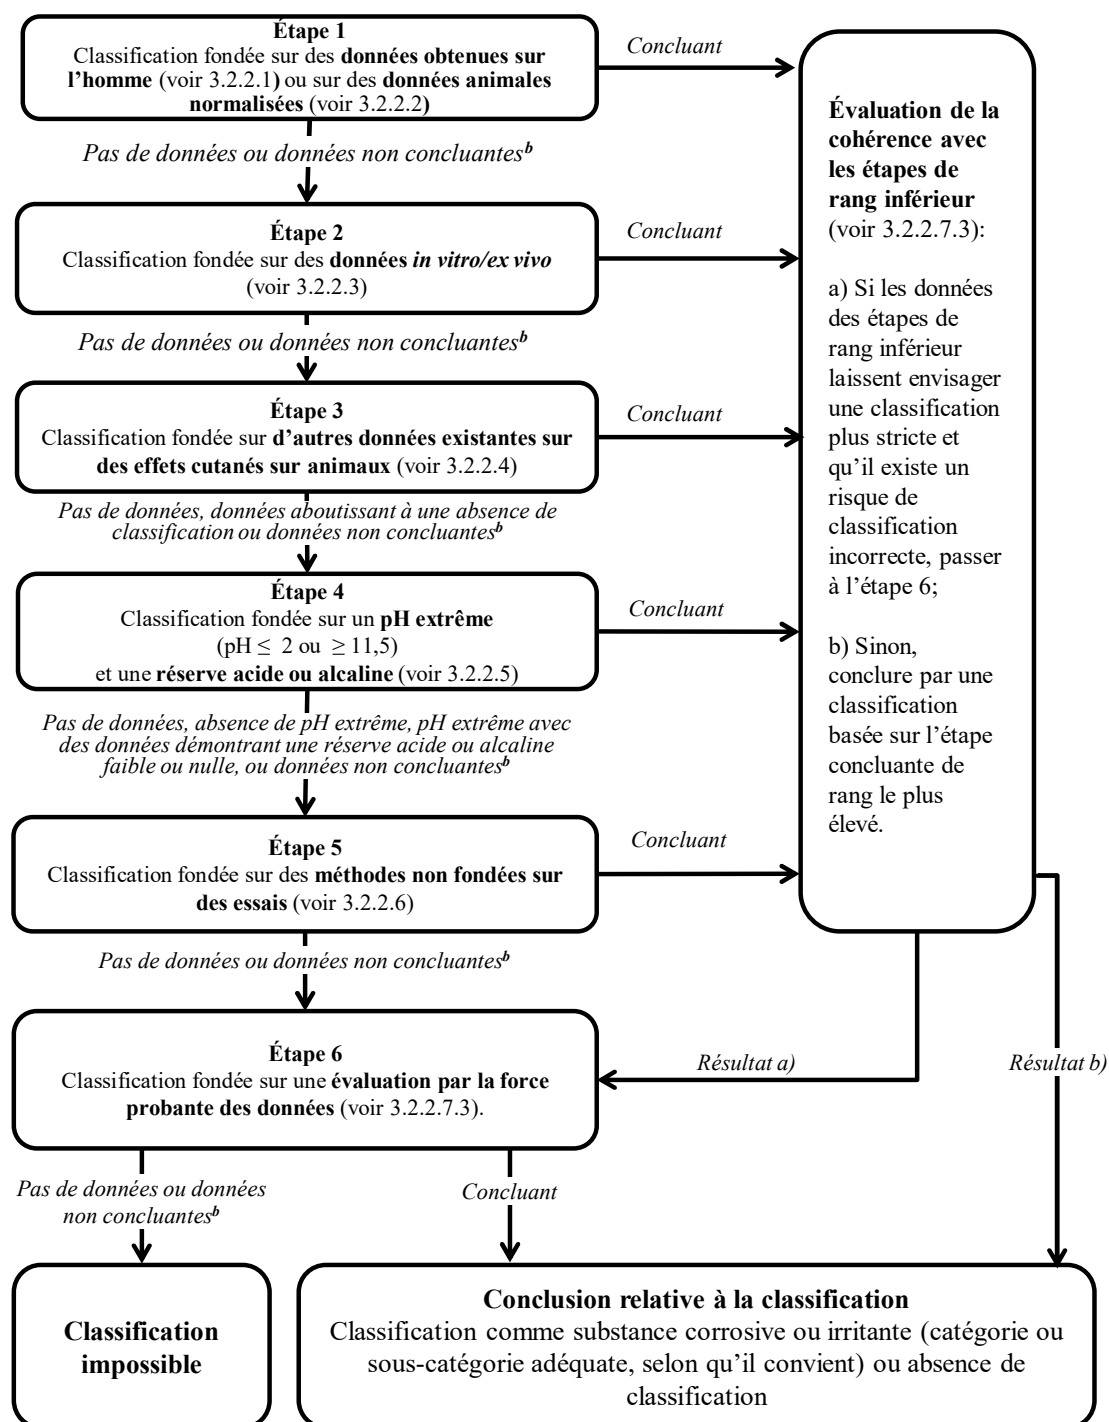 Étape 1
Classification fondée sur des données obtenues sur
l'homme (voir 3.2.2.1) ou sur des données animales
normalisées (voir 3.2.2.2)
Concluant
Pas de données ou données non concluantesb
Étape 2
Classification fondée sur des données in vitro/ex vivo
(voir 3.2.2.3)
Concluant
Pas de données ou données non concluantesb
Étape 3
Classification fondée sur d'autres données existantes sur
des effets cutanés sur animaux (voir 3.2.2.4)
Concluant
Pas de données, données aboutissant à une absence de
classification ou données non concluantesb
Étape 4
Classification fondée sur un pH extrême
(pH ≤ 2 ou ≥ 11,5)
et une réserve acide ou alcaline (voir 3.2.2.5)
Concluant
Pas de données, absence de pH extrême, pH extrême avec
des données démontrant une réserve acide ou alcaline
faible ou nulle, ou données non concluantesb
Étape 5
Classification fondée sur des méthodes non fondées sur
des essais (voir 3.2.2.6)
Concluant
Pas de données ou données non concluantesb
Évaluation de la
cohérence avec
les étapes de
rang inférieur
(voir 3.2.2.7.3):
a) Si les données
des étapes de
rang inférieur
laissent envisager
une classification
plus stricte et
qu'il existe un
risque de
classification
incorrecte, passer
à l'étape 6;
b) Sinon,
conclure par une
classification
basée sur l'étape
concluante de
rang le plus
élevé.
Étape 6
Classification fondée sur une évaluation par la force
probante des données (voir 3.2.2.7.3).
Résultat a)
Résultat b)
Pas de données ou données
non concluantesb
Concluant
Classification
impossible
Conclusion relative à la classification
Classification comme substance corrosive ou irritante (catégorie ou
sous-catégorie adéquate, selon qu'il convient) ou absence de
classification